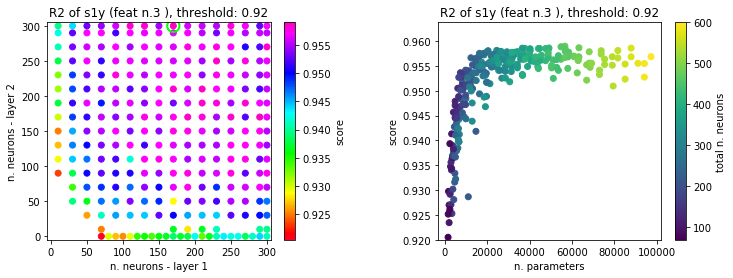 R2 of s1y (feat n.3 ), threshold: 0.92
300
250
200
150
100
50
0
n. neurons - layer 2
0 50 100 150 200 250 300
n. neurons - layer 1
0.955
0.950
0.945
0.940
0.935
0.930
0.925
score
R2 of s1y (feat n.3 ), threshold: 0.92
0.960
0.955
0.950
0.945
0.940
0.935
0.930
0.925
0.920
score
0 20000 40000 60000 80000 100000
n. parameters
600
500
400
300
200
100
total n. neurons